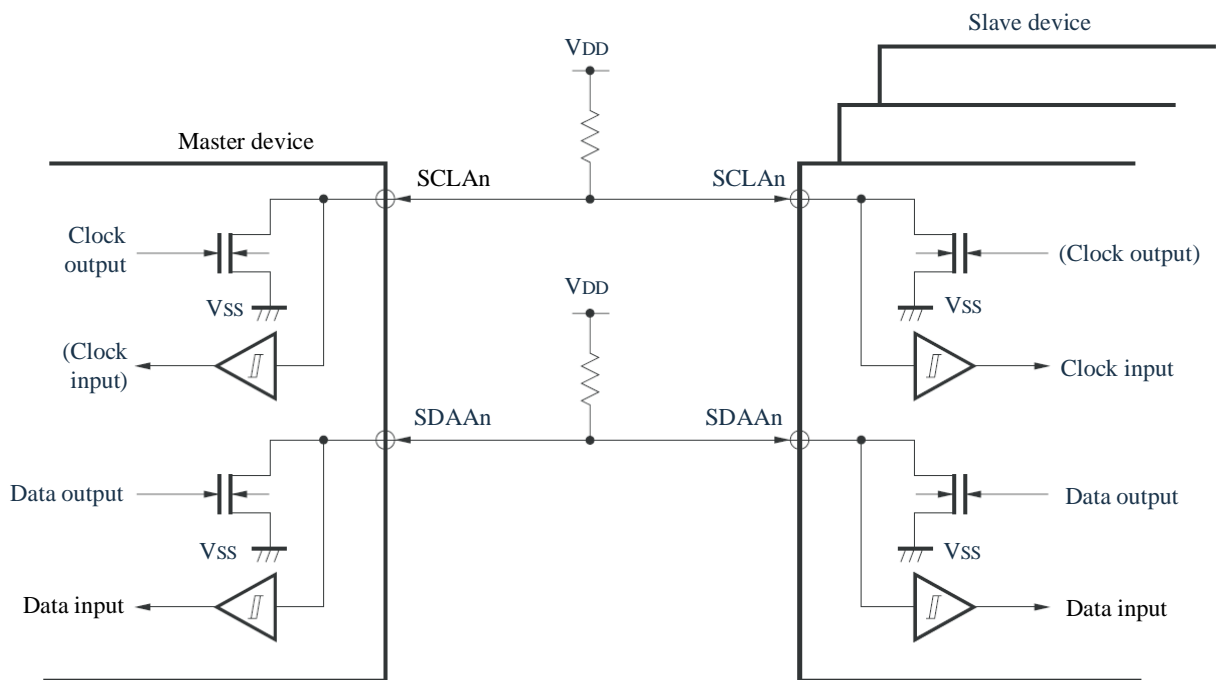 Slave device
VDD
Master device
SCLAn
SCLAn
Clock
output
(Clock output)
VSS
VSS
VDD
(Clock
input)
Clock input
SDAAn
SDAAn
Data output
Data output
VSS
VSS
Data input
Data input